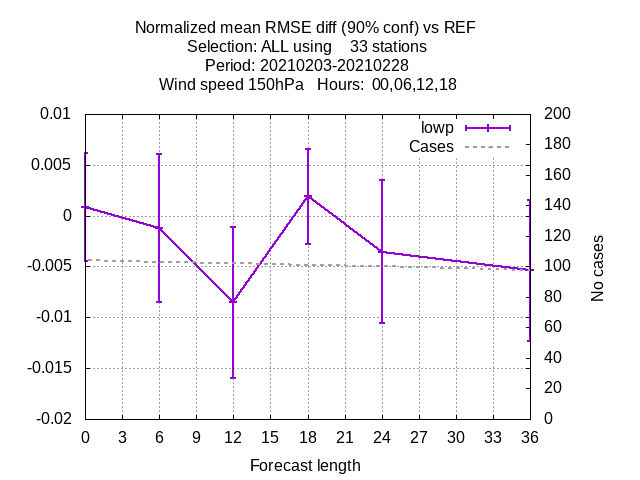 Normalized mean RMSE diff (90% conf) vs REF
Selection: ALL using 33 stations
Period: 20210203-20210228
Wind speed 150hPa Hours: 00,06,12,18
0.01
0.005
0
-0.005
-0.01
-0.015
-0.02
lowp
Cases
200
180
160
140
120
100
80
60
40
20
0
No cases
0 3 6 9 12 15 18 21 24 27 30 33 36
Forecast length